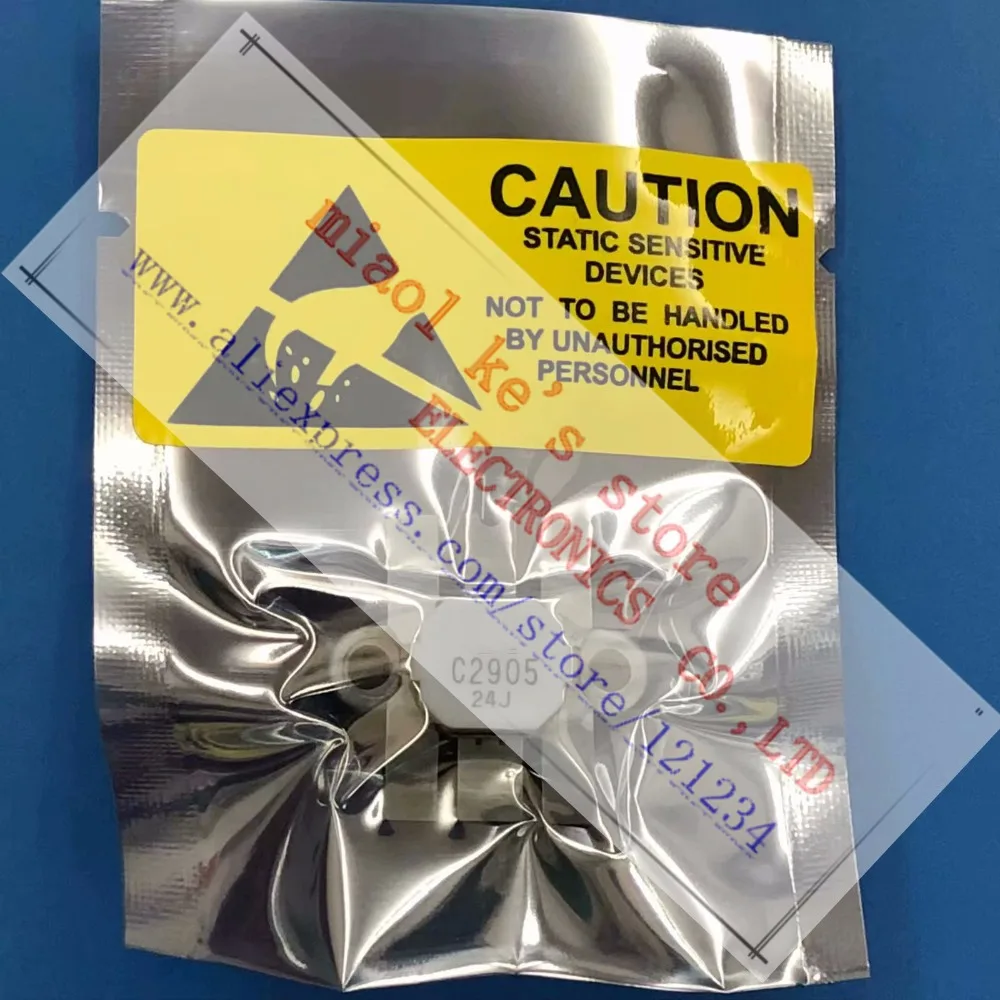 CAUTION
STATIC SENSITIVE
DEVICES
NOT TO BE HANDLED
BY UNAUTHORISED
PERSONNEL
miaol ke's store
ELECTRONICS CO.,LTD
www.aliexpress.com/store/121234
C2905
24J